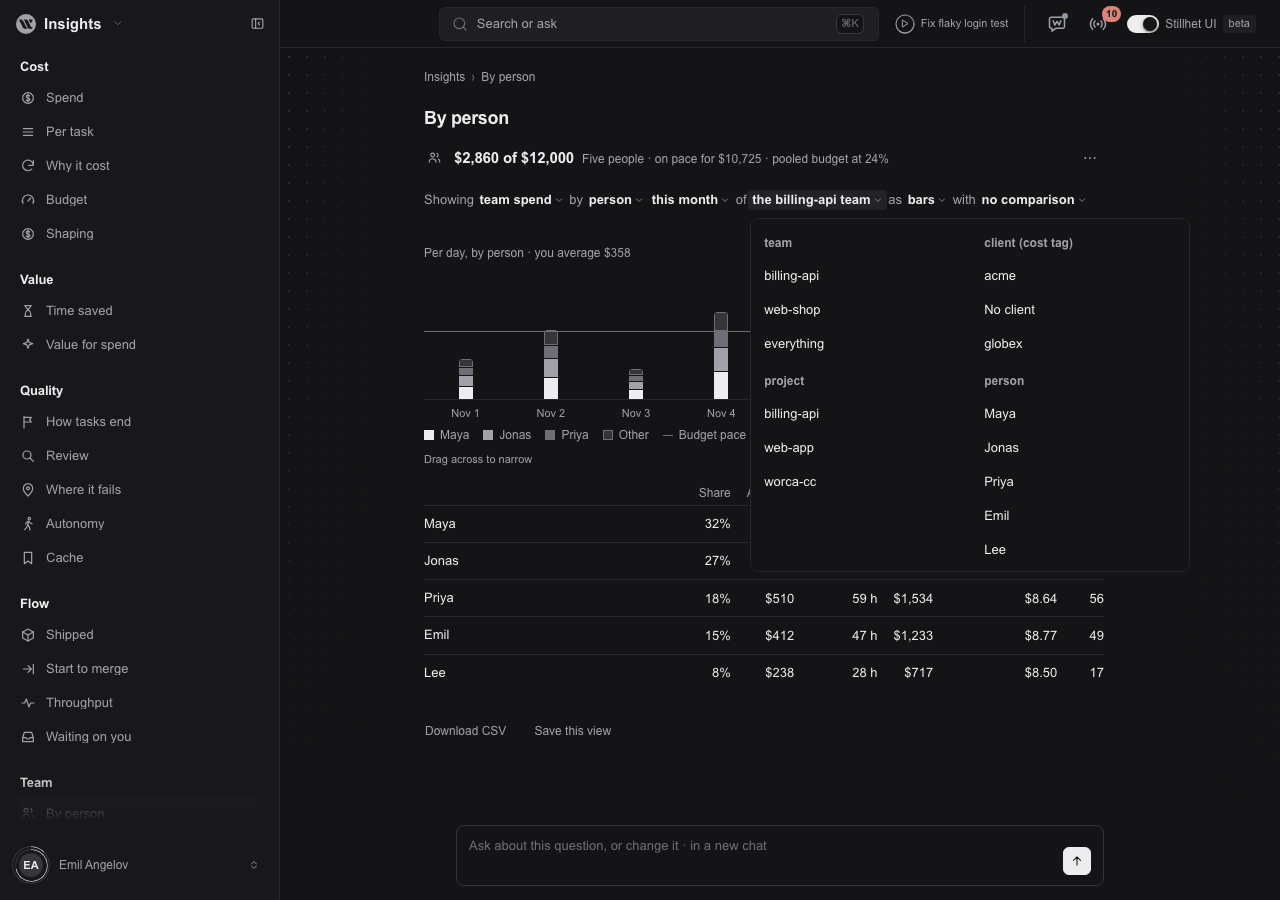 Insights
Search or ask
⌘K
Fix flaky login test
10
Stillhet UI
beta
Cost
Spend
Per task
Why it cost
Budget
Shaping
Value
Time saved
Value for spend
Quality
How tasks end
Review
Where it fails
Autonomy
Cache
Flow
Shipped
Start to merge
Throughput
Waiting on you
Team
By person
EA
Emil Angelov
Insights › By person
By person
$2,860 of $12,000 Five people · on pace for $10,725 · pooled budget at 24%
Showing team spend by person this month of the billing-api team as bars with no comparison
Per day, by person · you average $358
Nov 1 Nov 2 Nov 3 Nov 4
Maya Jonas Priya Other Budget pace
Drag across to narrow
team
billing-api
web-shop
everything
client (cost tag)
acme
No client
globex
project
billing-api
web-app
worca-cc
person
Maya
Jonas
Priya
Emil
Lee
Share
Maya 32%
Jonas 27%
Priya 18% $510 59 h $1,534 $8.64 56
Emil 15% $412 47 h $1,233 $8.77 49
Lee 8% $238 28 h $717 $8.50 17
Download CSV Save this view
Ask about this question, or change it · in a new chat